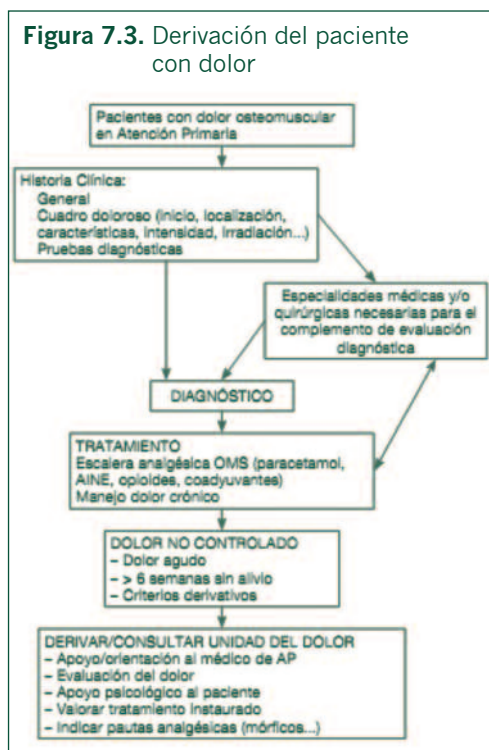 Figura 7.3. Derivación del paciente
con dolor
Pacientes con dolor osteomuscular
en Atención Primaria
Historia Clínica:
General
Cuadro doloroso (inicio, localización,
características, intensidad, irradiación...)
Pruebas diagnósticas
Especialidades médicas y/o
quirúrgicas necesarias para el
complemento de evaluación
diagnóstica
DIAGNÓSTICO
TRATAMIENTO
Escalera analgésica OMS (paracetamol,
AINE, opioides, coadyuvantes)
Manejo dolor crónico
DOLOR NO CONTROLADO
– Dolor agudo
– > 6 semanas sin alivio
– Criterios derivativos
DERIVAR/CONSULTAR UNIDAD DEL DOLOR
– Apoyo/orientación al médico de AP
– Evaluación del dolor
– Apoyo psicológico al paciente
– Valorar tratamiento instaurado
– Indicar pautas analgésicas (mórficos...)